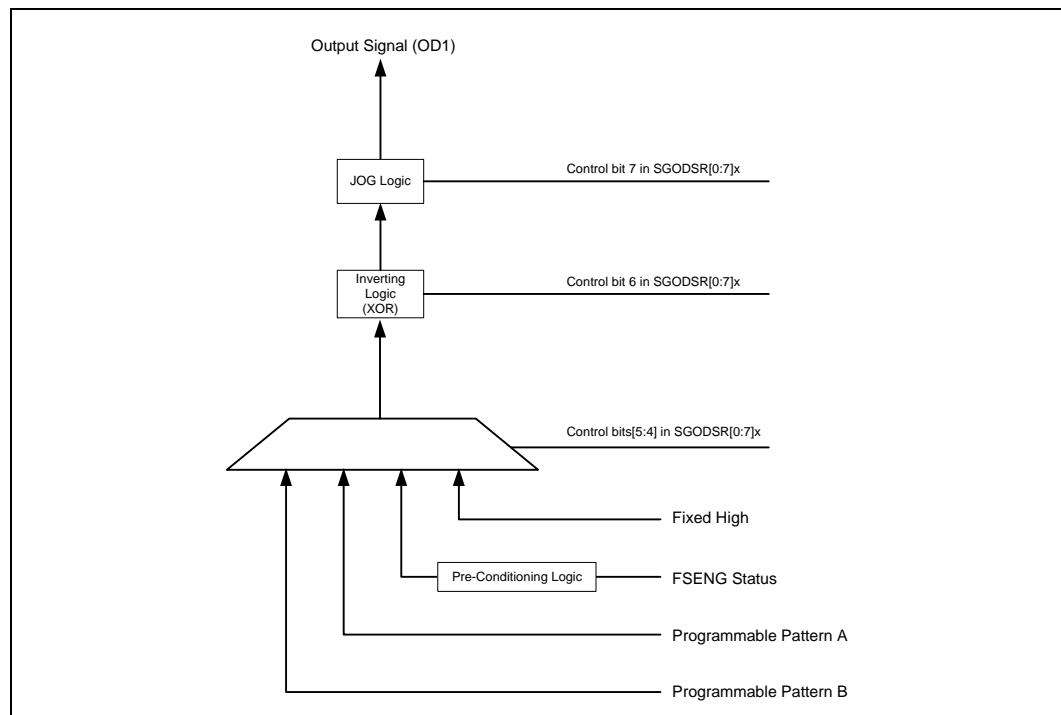 Output Signal (OD1)
JOG Logic
Control bit 7 in SGODSR[0:7]x
Inverting
Logic
(XOR)
Control bit 6 in SGODSR[0:7]x
Control bits[5:4] in SGODSR[0:7]x
Fixed High
Pre-Conditioning Logic
FSENG Status
Programmable Pattern A
Programmable Pattern B